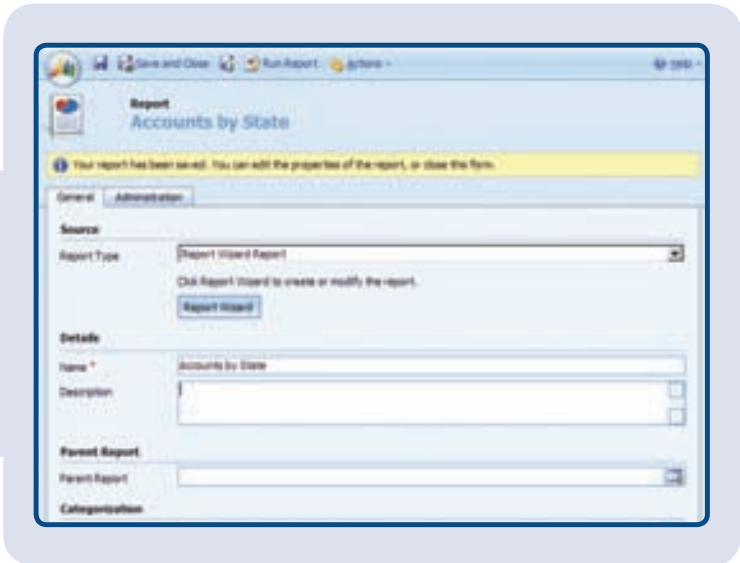 Save and Close Run Report Actions Help
Report
Accounts by State
Your report has been saved. You can edit the properties of the report, or close this form.
General Administration
Source
Report Type Report Wizard Report
Click Report Wizard to create or modify the report.
Report Wizard
Details
Name * Accounts by State
Description
Parent Report
Parent Report
Categorization